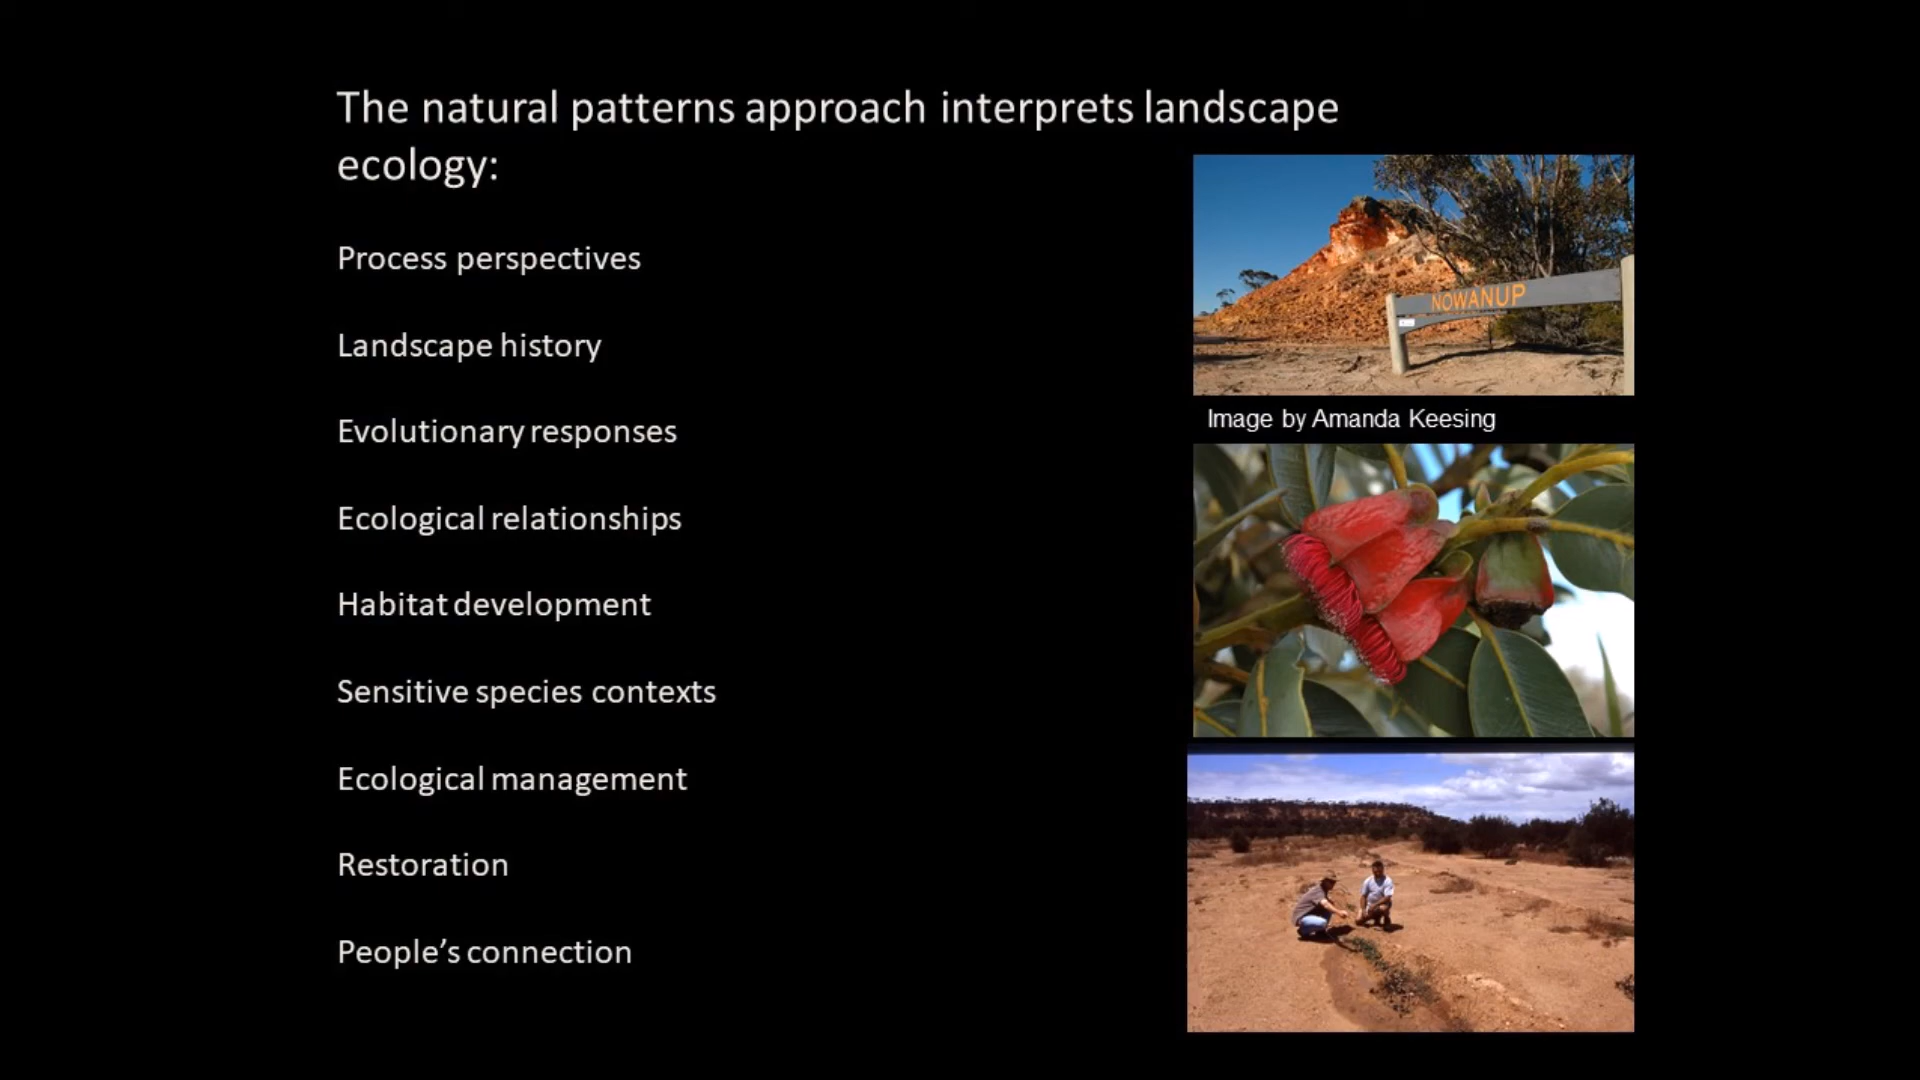 The natural patterns approach interprets landscape
ecology:
Process perspectives
Landscape history
Evolutionary responses
Ecological relationships
Habitat development
Sensitive species contexts
Ecological management
Restoration
People’s connection
NOWANUP
Image by Amanda Keesing